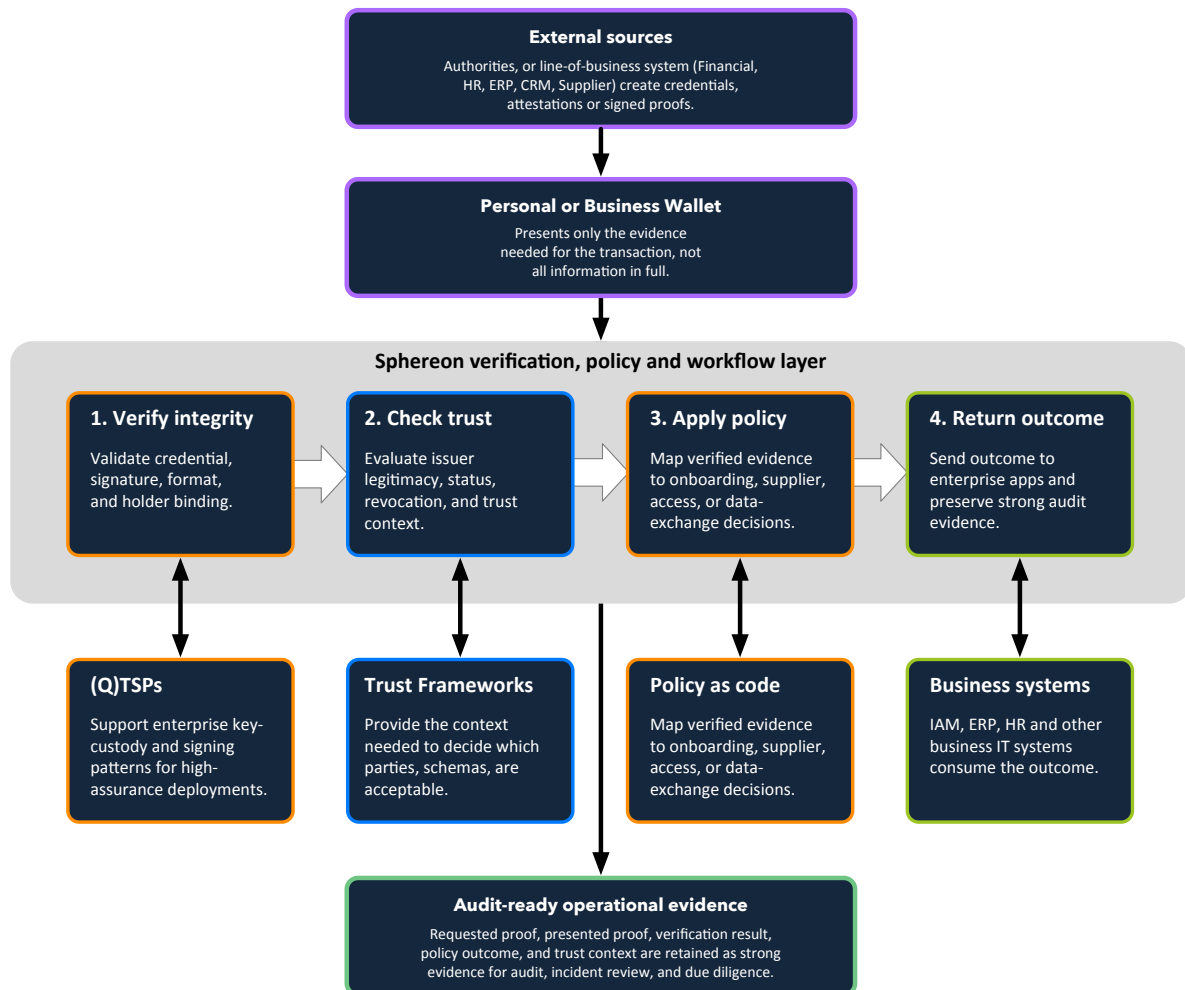 External sources
Authorities, or line-of-business system (Financial,
HR, ERP, CRM, Supplier) create credentials,
attestations or signed proofs.
Personal or Business Wallet
Presents only the evidence
needed for the transaction, not
all information in full.
Sphereon verification, policy and workflow layer
1. Verify integrity
Validate credential,
signature, format,
and holder binding.
2. Check trust
Evaluate issuer
legitimacy, status,
revocation, and trust
context.
3. Apply policy
Map verified evidence
to onboarding, supplier,
access, or data-
exchange decisions.
4. Return outcome
Send outcome to
enterprise apps and
preserve strong audit
evidence.
(Q)TSPs
Support enterprise key-
custody and signing
patterns for high-
assurance deployments.
Trust Frameworks
Provide the context
needed to decide which
parties, schemas, are
acceptable.
Policy as code
Map verified evidence
to onboarding, supplier,
access, or data-
exchange decisions.
Business systems
IAM, ERP, HR and other
business IT systems
consume the outcome.
Audit-ready operational evidence
Requested proof, presented proof, verification result,
policy outcome, and trust context are retained as strong
evidence for audit, incident review, and due diligence.